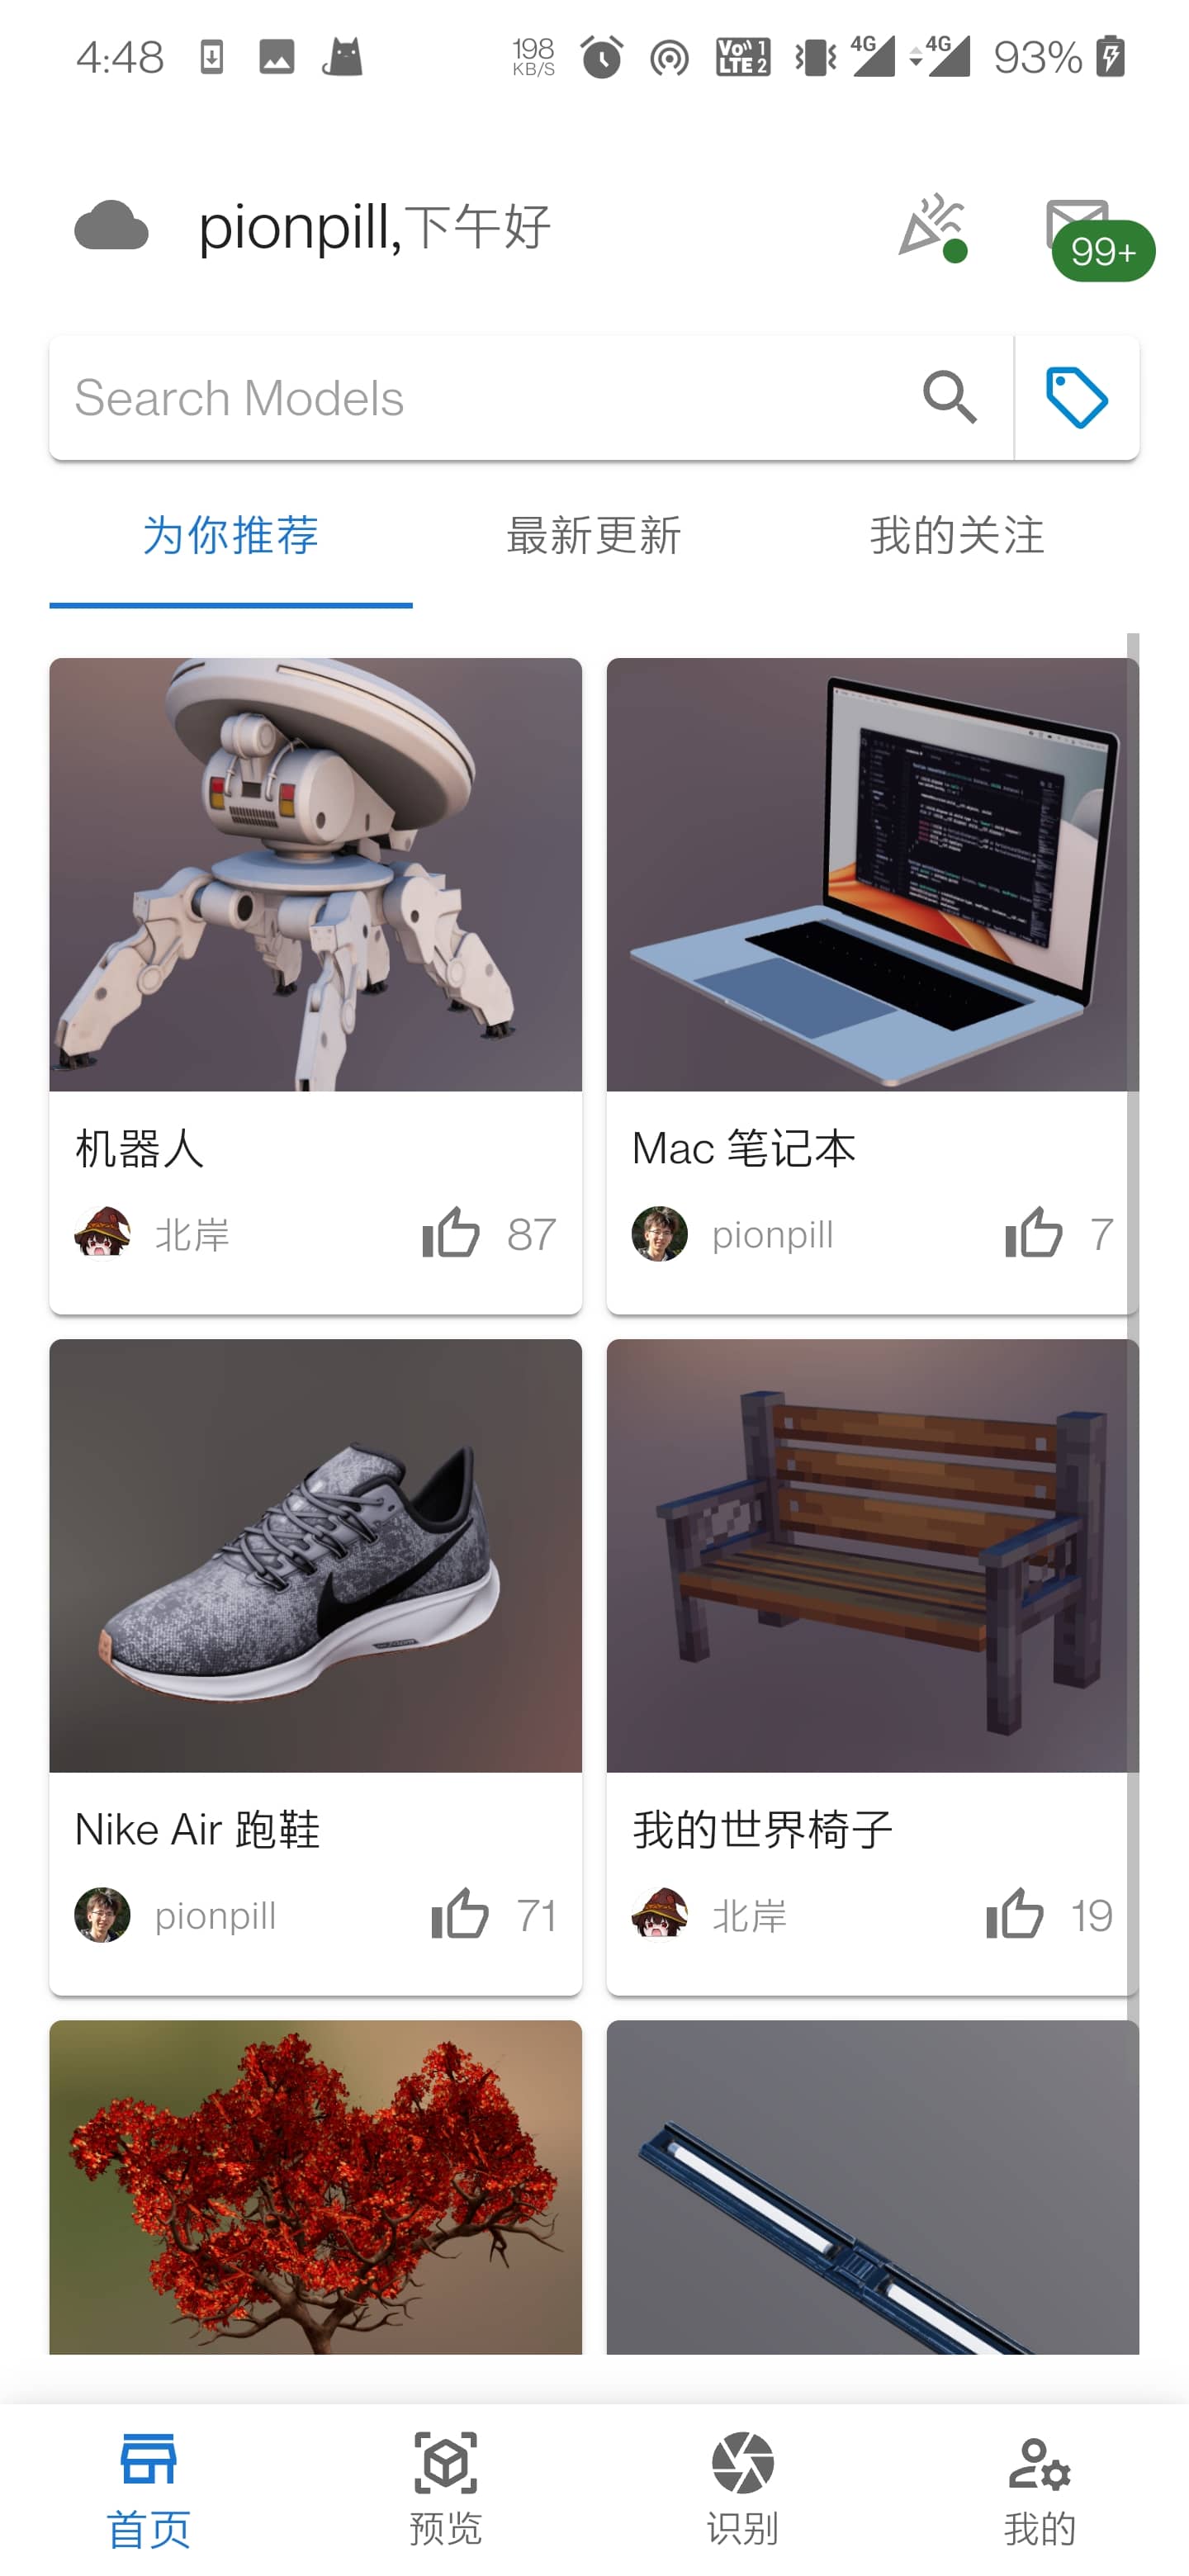 4:48
198 KB/S
Vo)) 1 LTE 2
4G
4G
93%
pionpill,下午好
99+
Search Models
为你推荐
最新更新
我的关注
机器人
北岸
87
Mac 笔记本
pionpill
7
Nike Air 跑鞋
pionpill
71
我的世界椅子
北岸
19
首页
预览
识别
我的